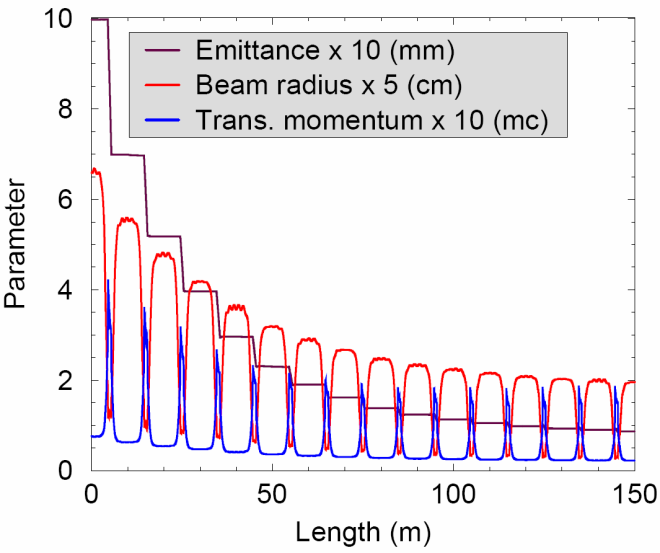 10
8
6
4
2
0
Parameter
Emittance x 10 (mm)
Beam radius x 5 (cm)
Trans. momentum x 10 (mc)
0 50 100 150
Length (m)